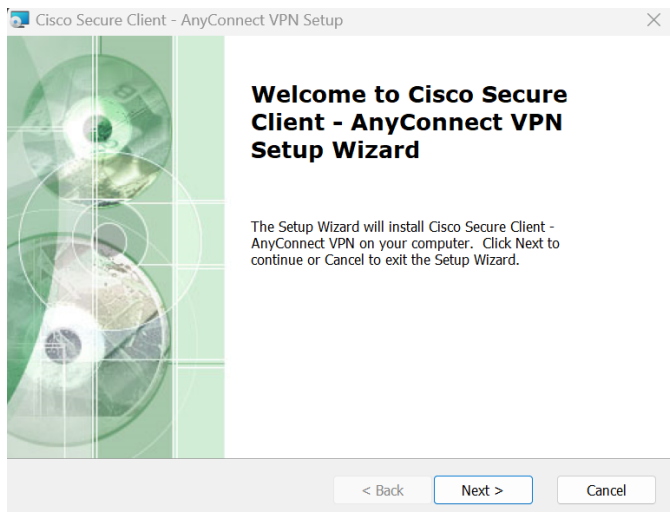 Cisco Secure Client - AnyConnect VPN Setup
Welcome to Cisco Secure
Client - AnyConnect VPN
Setup Wizard
The Setup Wizard will install Cisco Secure Client -
AnyConnect VPN on your computer.  Click Next to
continue or Cancel to exit the Setup Wizard.
< Back
Next >
Cancel